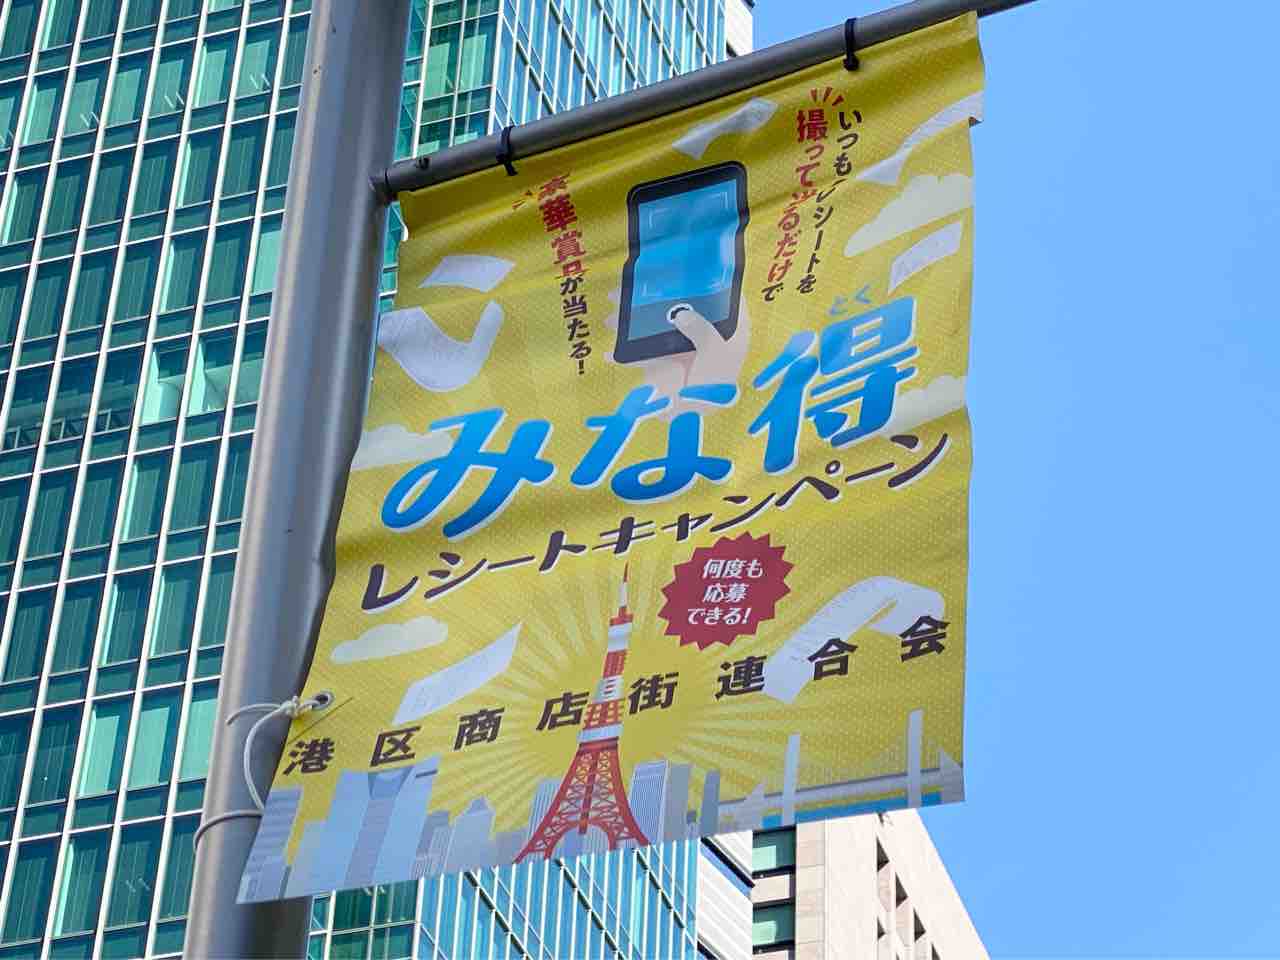 いつものレシートを
撮って送るだけで
豪華賞品が当たる!
とく
みな得
レシートキャンペーン
何度も
応募
できる!
港区商店街連合会